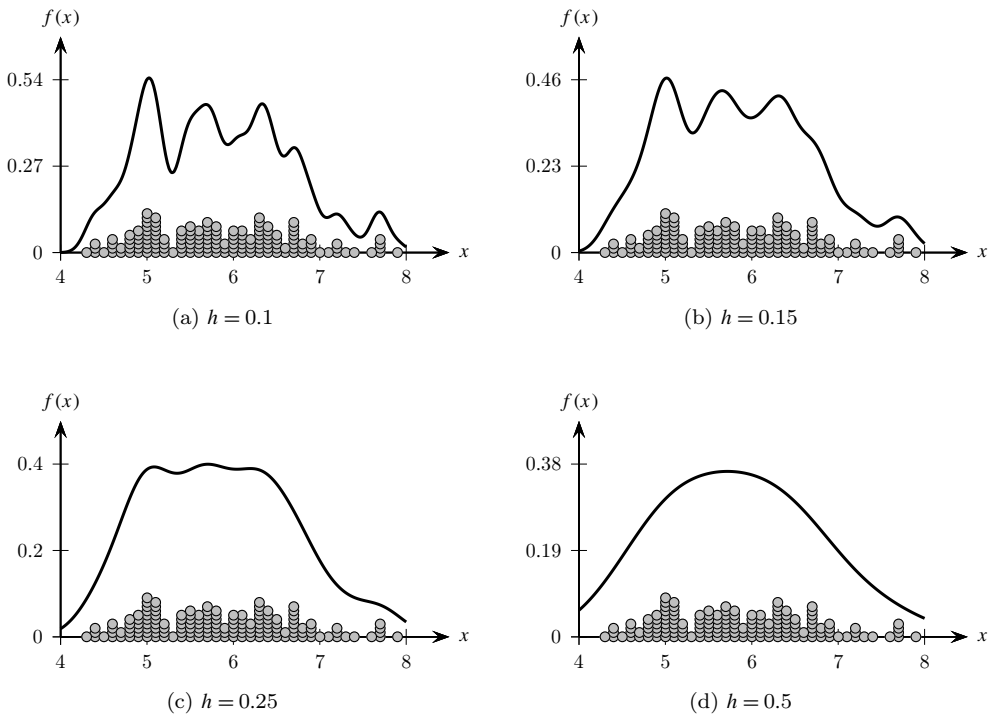 f(x)
0.54
0.27
0
4 5 6 7 8
x
(a) h = 0.1
f(x)
0.46
0.23
0
4 5 6 7 8
x
(b) h = 0.15
f(x)
0.4
0.2
0
4 5 6 7 8
x
(c) h = 0.25
f(x)
0.38
0.19
0
4 5 6 7 8
x
(d) h = 0.5